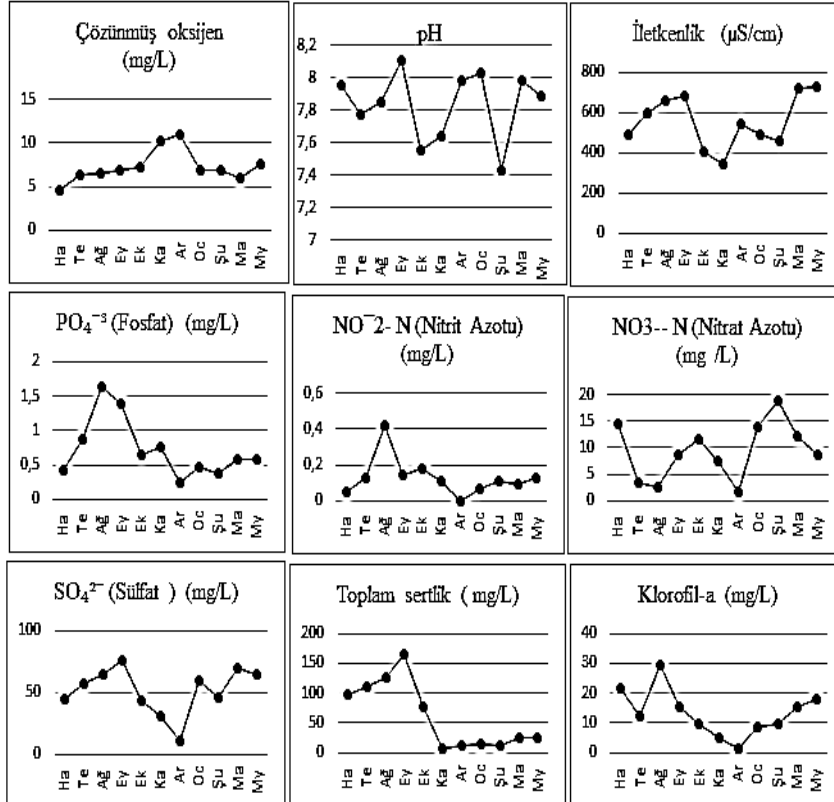 Çözünmüş oksijen
(mg/L)
15
10
5
0
Ha Te Ağ Ey Ek Ka Ar Oc Şu Ma My
pH
8,2
8
7,8
7,6
7,4
7,2
7
Ha Te Ağ Ey Ek Ka Ar Oc Şu Ma My
İletkenlik (µS/cm)
800
600
400
200
0
Ha Te Ağ Ey Ek Ka Ar Oc Şu Ma My
PO₄⁻³ (Fosfat) (mg/L)
2
1,5
1
0,5
0
Ha Te Ağ Ey Ek Ka Ar Oc Şu Ma My
NO⁻2- N (Nitrit Azotu)
(mg/L)
0,6
0,4
0,2
0
Ha Te Ağ Ey Ek Ka Ar Oc Şu Ma My
NO3-- N (Nitrat Azotu)
(mg /L)
20
15
10
5
0
Ha Te Ağ Ey Ek Ka Ar Oc Şu Ma My
SO₄²⁻ (Sülfat ) (mg/L)
100
50
0
Ha Te Ağ Ey Ek Ka Ar Oc Şu Ma My
Toplam sertlik ( mg/L)
200
150
100
50
0
Ha Te Ağ Ey Ek Ka Ar Oc Şu Ma My
Klorofil-a (mg/L)
40
30
20
10
0
Ha Te Ağ Ey Ek Ka Ar Oc Şu Ma My